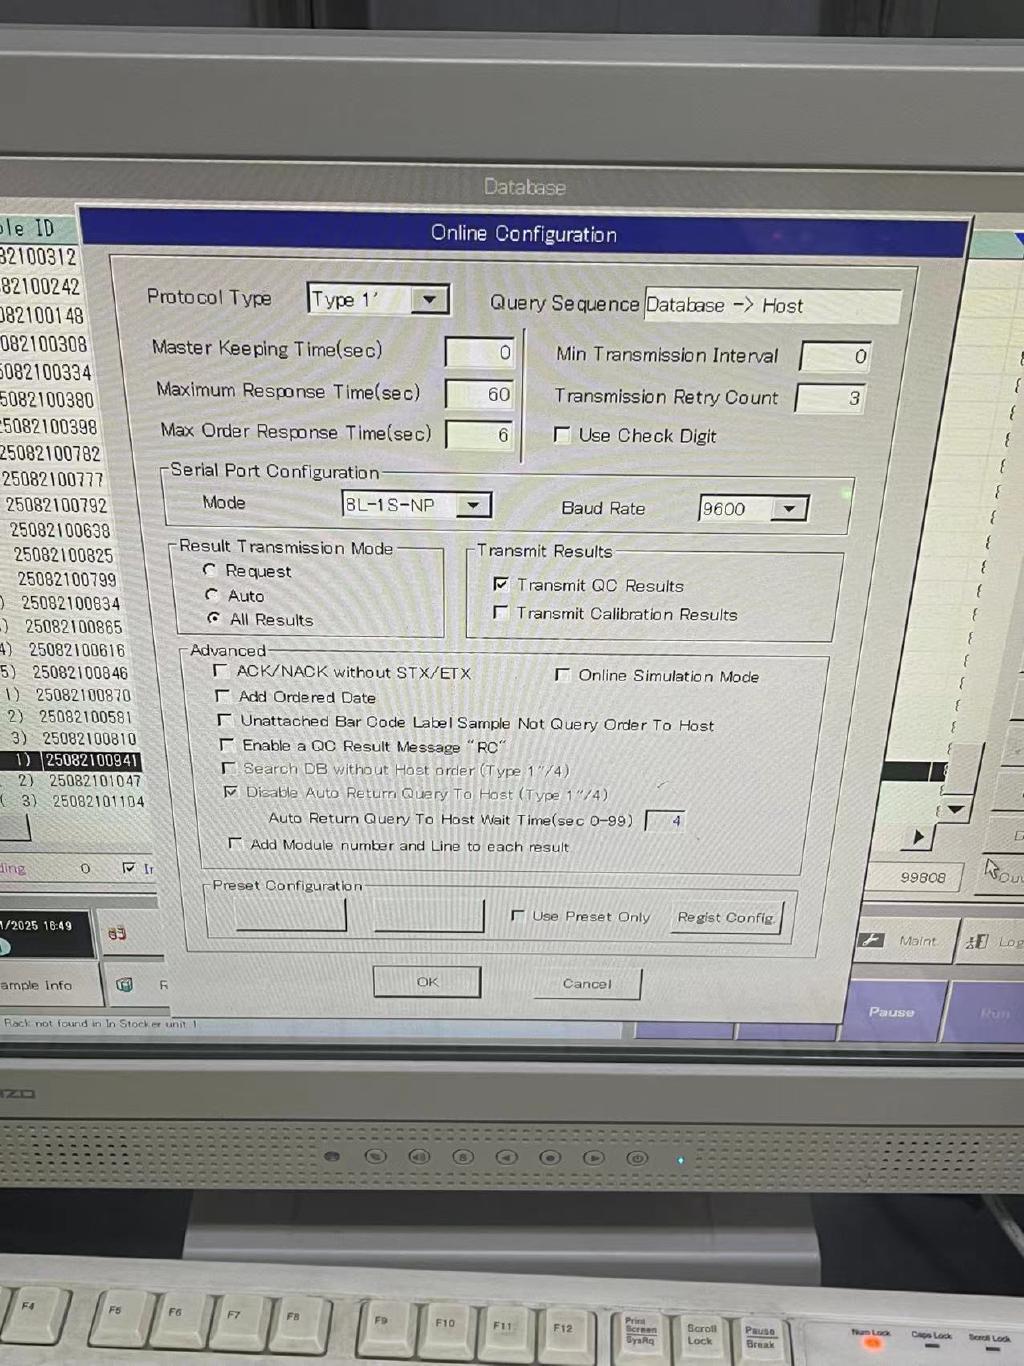 Database
Online Configuration
ole ID
82100312
82100242
082100148
082100308
5082100334
5082100380
25082100398
25082100782
25082100777
25082100792
25082100638
25082100825
25082100799
) 25082100834
) 25082100865
4) 25082100616
5) 25082100846
1) 25082100870
2) 25082100581
3) 25082100810
1) 25082100941
2) 25082101047
( 3) 25082101104
Protocol Type Type 1' Query Sequence Database -> Host
Master Keeping Time(sec) 0 Min Transmission Interval 0
Maximum Response Time(sec) 60 Transmission Retry Count 3
Max Order Response Time(sec) 6 Use Check Digit
Serial Port Configuration
Mode 8L-1S-NP Baud Rate 9600
Result Transmission Mode Transmit Results
Request Transmit QC Results
Auto Transmit Calibration Results
All Results
Advanced
ACK/NACK without STX/ETX Online Simulation Mode
Add Ordered Date
Unattached Bar Code Label Sample Not Query Order To Host
Enable a QC Result Message "RC"
Search DB without Host order (Type 1"/4)
Disable Auto Return Query To Host (Type 1"/4)
Auto Return Query To Host Wait Time(sec 0-99) 4
Add Module number and Line to each result
Preset Configuration
Use Preset Only Regist Config.
OK Cancel
ding 0 In
99808 Out
1/2025 16:49
Maint. Log
ample Info R
Pause Run
Rack not found in In Stocker unit 1
IZO
F4 F5 F6 F7 F8 F9 F10 F11 F12
Print Screen SysRq
Scroll Lock
Pause Break
Num Lock Caps Lock Scroll Lock